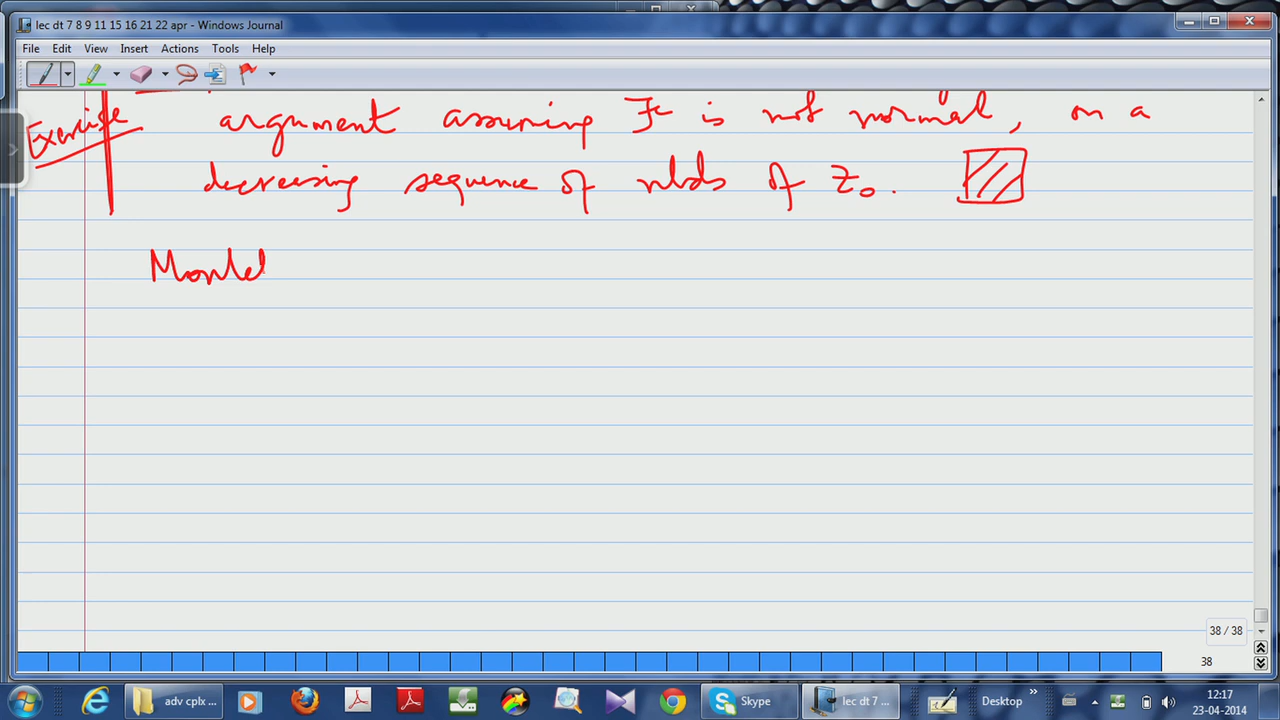 lec dt 7 8 9 11 15 16 21 22 apr - Windows Journal
File Edit View Insert Actions Tools Help
Exercise
argument assuming F is not normal, on a
decreasing sequence of nbds of z₀.
Montel
38 / 38
38
adv cplx ...
Skype
lec dt 7 ...
Desktop
12:17
23-04-2014